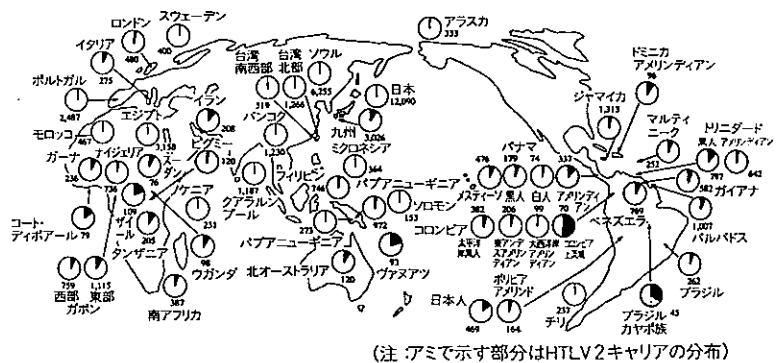 スウェーデン
400
ロンドン
480
イタリア
275
ポルトガル
2,487
モロッコ
467
エジプト
3,158
イラン
208
ピグミー
120
ガーナ
236
ナイジェリア
736
スーダン
76
109
ザイール
ケニア
251
コート・ディボアール
79
タンザニア
205
ウガンダ
98
759
西部
1,115
東部
ガボン
南アフリカ
387
台湾
南西部
519
台湾
北部
1,266
ソウル
6,255
日本
12,090
九州
3,026
バンコク
1,230
ミクロネシア
364
クアラルンプール
1,187
フィリピン
246
パプアニューギニア
972
ソロモン
153
パプアニューギニア
273
北オーストラリア
120
ヴァヌアツ
93
アラスカ
333
ドミニカ
アメリンディアン
96
ジャマイカ
1,313
マルティニーク
252
トリニダード
黒人
797
アメリンディアン
642
ガイアナ
582
バルバドス
1,007
ベネズエラ
769
パナマ
476
メスティーソ
179
黒人
74
白人
337
アメリンディアン
コロンビア
382
太平洋岸黒人
206
東アンデスアメリンディアン
99
大西洋岸アメリンディアン
70
日本人
469
ボリビア
アメリンド
164
チリ
237
ブラジル
カヤポ族
45
ブラジル
262
(注:アミで示す部分はHTLV2キャリアの分布)